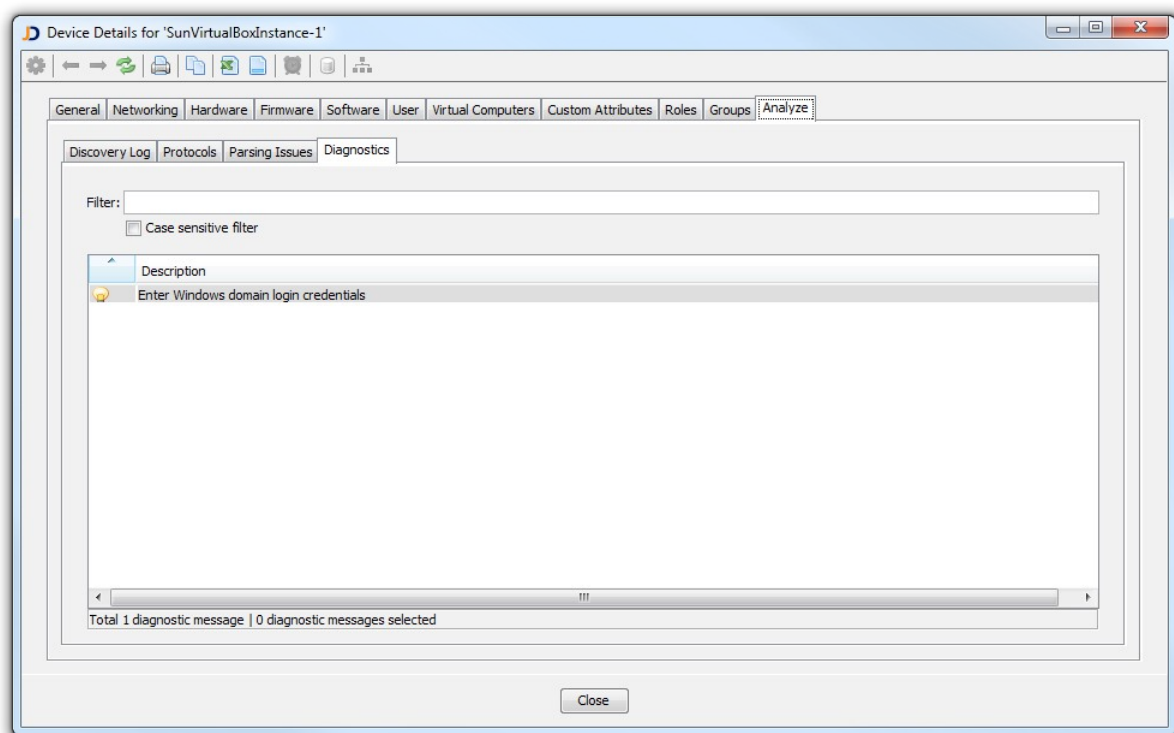 Device Details for 'SunVirtualBoxInstance-1'
General Networking Hardware Firmware Software User Virtual Computers Custom Attributes Roles Groups Analyze
Discovery Log Protocols Parsing Issues Diagnostics
Filter:
Case sensitive filter
Description
Enter Windows domain login credentials
Total 1 diagnostic message | 0 diagnostic messages selected
Close